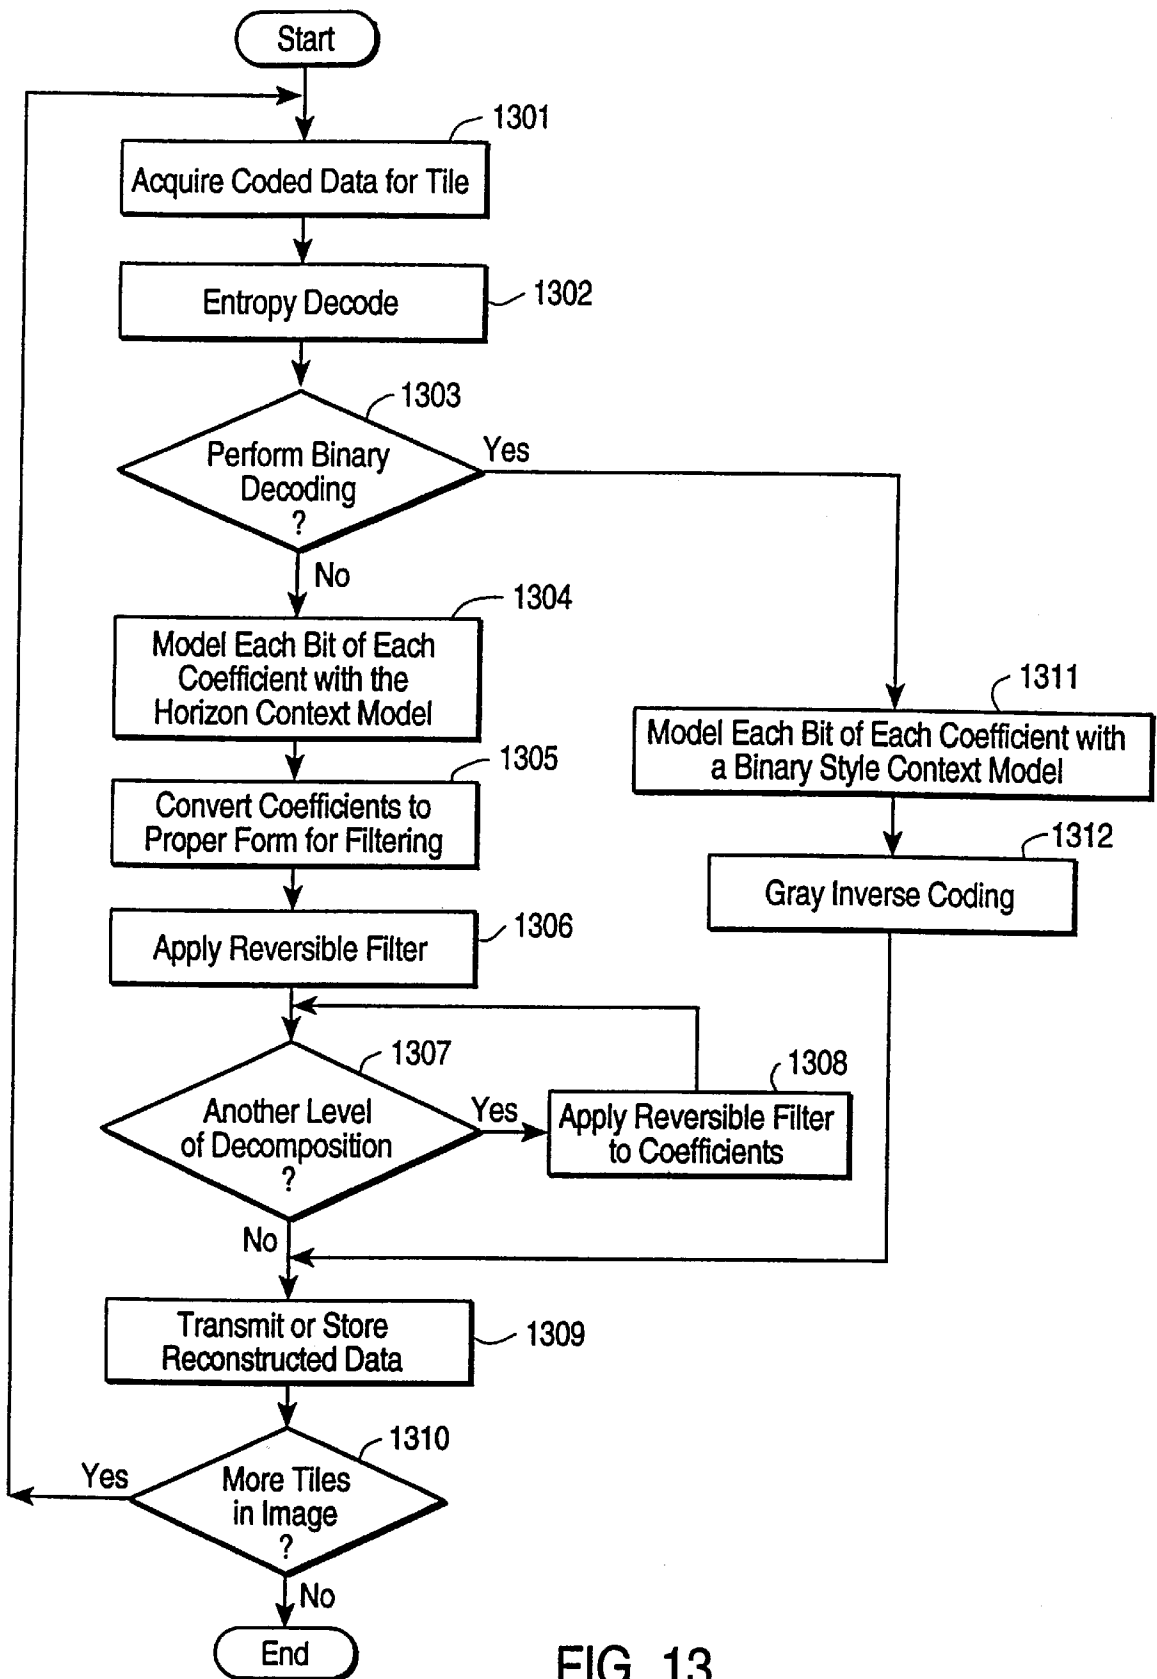 Start
1301
Acquire Coded Data for Tile
Entropy Decode
1302
1303
Perform Binary
Decoding
?
Yes
No
1304
Model Each Bit of Each
Coefficient with the
Horizon Context Model
1311
Model Each Bit of Each Coefficient with
a Binary Style Context Model
1305
Convert Coefficients to
Proper Form for Filtering
1312
Gray Inverse Coding
Apply Reversible Filter
1306
1307
Another Level
of Decomposition
?
Yes
1308
Apply Reversible Filter
to Coefficients
No
Transmit or Store
Reconstructed Data
1309
1310
More Tiles
in Image
?
Yes
No
End
FIG. 13